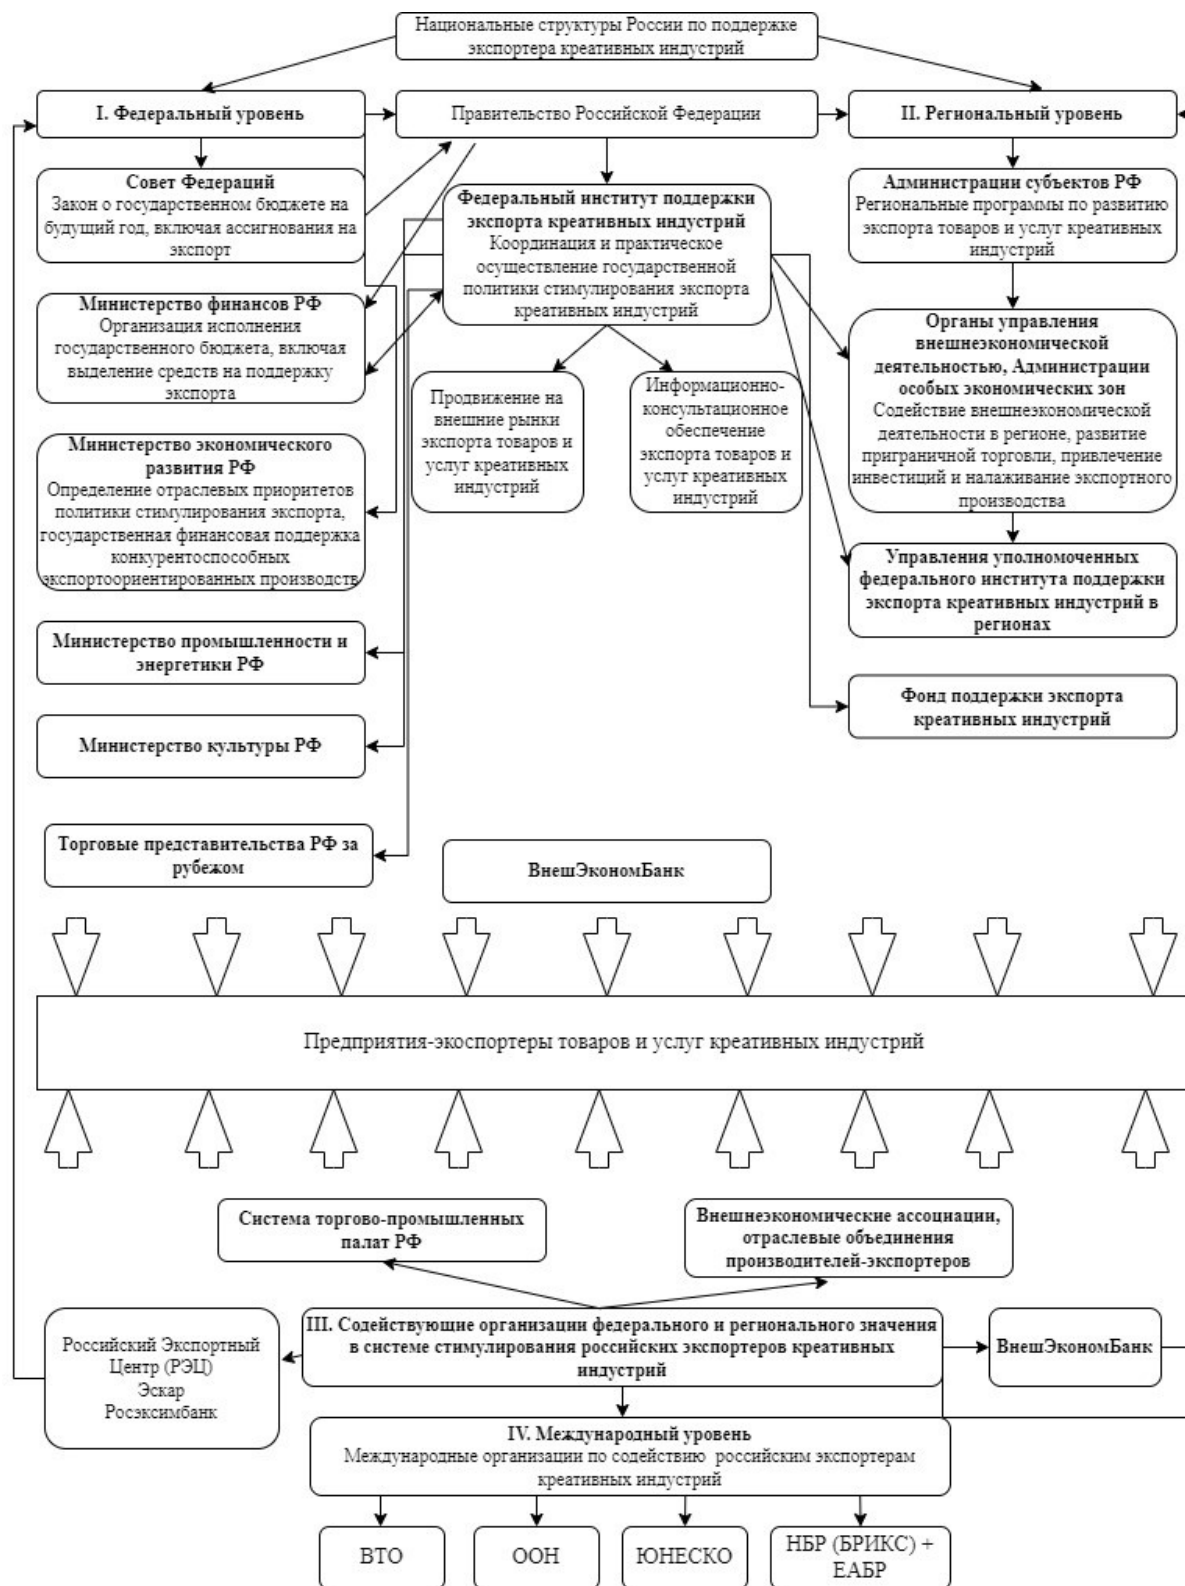 Национальные структуры России по поддержке
экспортера креативных индустрий
I. Федеральный уровень
Правительство Российской Федерации
II. Региональный уровень
Совет Федераций
Закон о государственном бюджете на
будущий год, включая ассигнования на
экспорт
Федеральный институт поддержки
экспорта креативных индустрий
Координация и практическое
осуществление государственной
политики стимулирования экспорта
креативных индустрий
Администрации субъектов РФ
Региональные программы по развитию
экспорта товаров и услуг креативных
индустрий
Министерство финансов РФ
Организация исполнения
государственного бюджета, включая
выделение средств на поддержку
экспорта
Органы управления
внешнеэкономической
деятельностью, Администрации
особых экономических зон
Содействие внешнеэкономической
деятельности в регионе, развитие
приграничной торговли, привлечение
инвестиций и налаживание экспортного
производства
Продвижение на
внешние рынки
экспорта товаров и
услуг креативных
индустрий
Информационно-
консультационное
обеспечение
экспорта товаров и
услуг креативных
индустрий
Министерство экономического
развития РФ
Определение отраслевых приоритетов
политики стимулирования экспорта,
государственная финансовая поддержка
конкурентоспособных
экспортоориентированных производств
Управления уполномоченных
федерального института поддержки
экспорта креативных индустрий в
регионах
Министерство промышленности и
энергетики РФ
Фонд поддержки экспорта
креативных индустрий
Министерство культуры РФ
Торговые представительства РФ за
рубежом
ВнешЭкономБанк
Предприятия-экоспортеры товаров и услуг креативных индустрий
Система торгово-промышленных
палат РФ
Внешнеэкономические ассоциации,
отраслевые объединения
производителей-экспортеров
Российский Экспортный
Центр (РЭЦ)
Эскар
Росэксимбанк
III. Содействующие организации федерального и регионального значения
в системе стимулирования российских экспортеров креативных
индустрий
ВнешЭкономБанк
IV. Международный уровень
Международные организации по содействию российским экспортерам
креативных индустрий
ВТО
ООН
ЮНЕСКО
НБР (БРИКС) +
ЕАБР